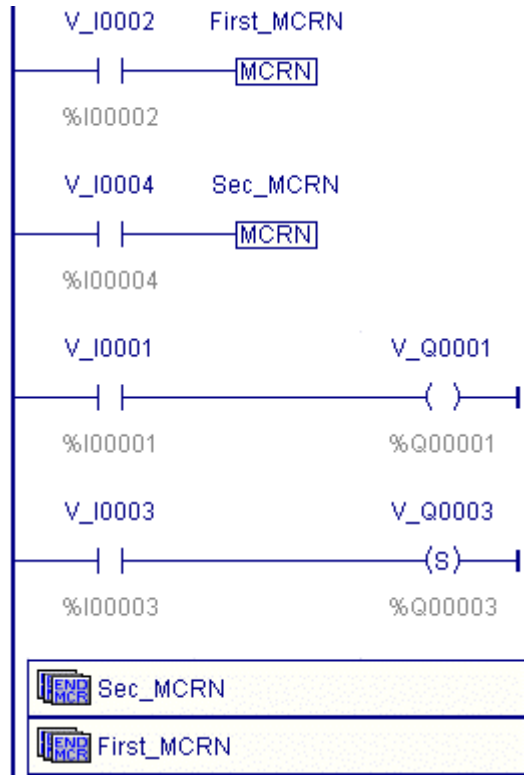 V_I0002 First_MCRN
MCRN
%I00002
V_I0004 Sec_MCRN
MCRN
%I00004
V_I0001 V_Q0001
( )
%I00001 %Q00001
V_I0003 V_Q0003
(S)
%I00003 %Q00003
END MCR Sec_MCRN
END MCR First_MCRN